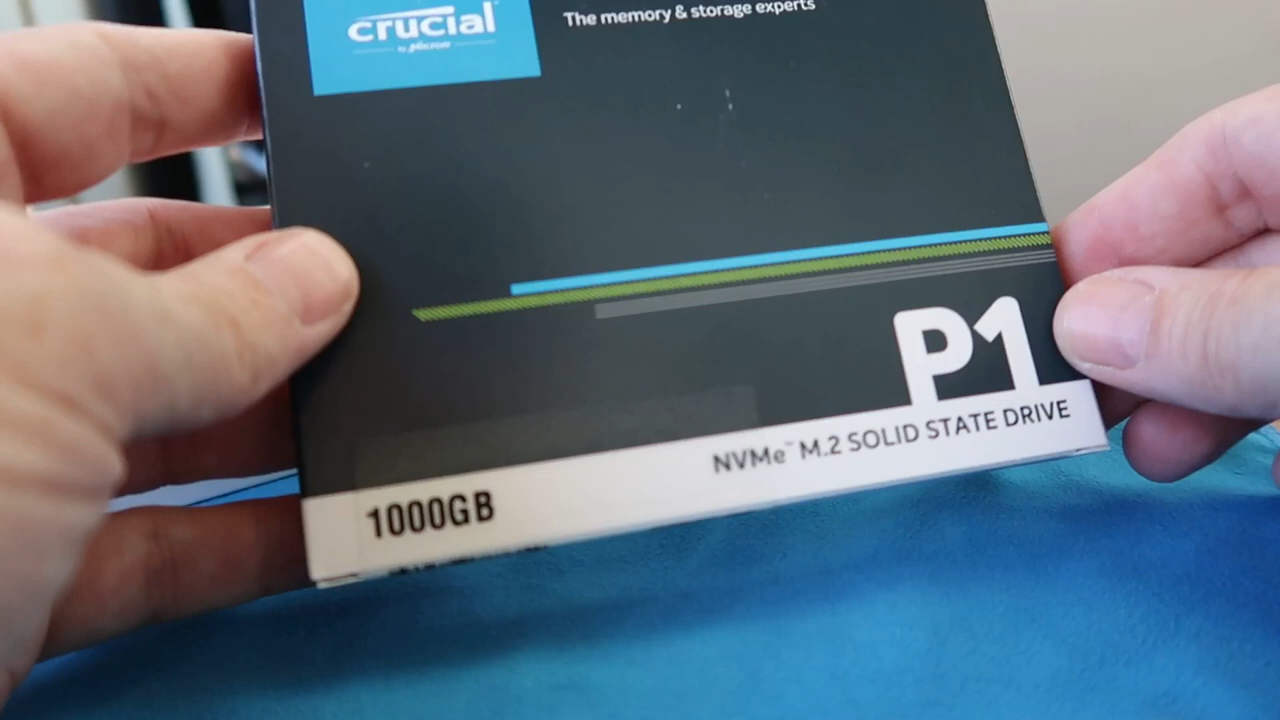 crucial
by Micron
The memory & storage experts
P1
NVMe™ M.2 SOLID STATE DRIVE
1000GB